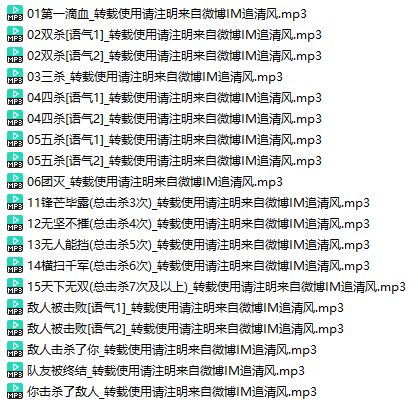 MP3 01第一滴血_转载使用请注明来自微博IM追清风.mp3
MP3 02双杀[语气1]_转载使用请注明来自微博IM追清风.mp3
MP3 02双杀[语气2]_转载使用请注明来自微博IM追清风.mp3
MP3 03三杀_转载使用请注明来自微博IM追清风.mp3
MP3 04四杀[语气1]_转载使用请注明来自微博IM追清风.mp3
MP3 04四杀[语气2]_转载使用请注明来自微博IM追清风.mp3
MP3 05五杀[语气1]_转载使用请注明来自微博IM追清风.mp3
MP3 05五杀[语气2]_转载使用请注明来自微博IM追清风.mp3
MP3 06团灭_转载使用请注明来自微博IM追清风.mp3
MP3 11锋芒毕露(总击杀3次)_转载使用请注明来自微博IM追清风.mp3
MP3 12无坚不摧(总击杀4次)_转载使用请注明来自微博IM追清风.mp3
MP3 13无人能挡(总击杀5次)_转载使用请注明来自微博IM追清风.mp3
MP3 14横扫千军(总击杀6次)_转载使用请注明来自微博IM追清风.mp3
MP3 15天下无双(总击杀7次及以上)_转载使用请注明来自微博IM追清风.mp3
MP3 敌人被击败[语气1]_转载使用请注明来自微博IM追清风.mp3
MP3 敌人被击败[语气2]_转载使用请注明来自微博IM追清风.mp3
MP3 敌人击杀了你_转载使用请注明来自微博IM追清风.mp3
MP3 队友被终结_转载使用请注明来自微博IM追清风.mp3
MP3 你击杀了敌人_转载使用请注明来自微博IM追清风.mp3